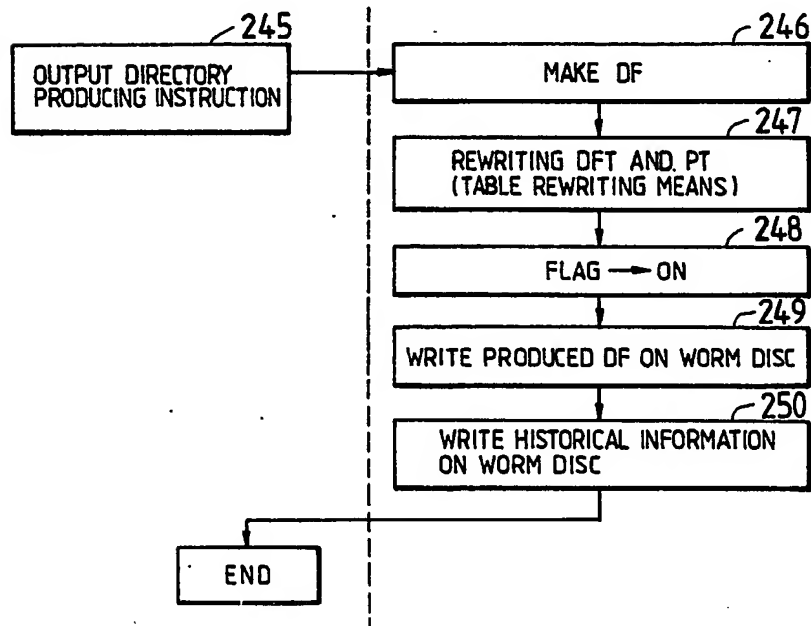 245
OUTPUT DIRECTORY
PRODUCING INSTRUCTION
246
MAKE DF
247
REWRITING DFT AND. PT
(TABLE REWRITING MEANS)
248
FLAG → ON
249
WRITE PRODUCED DF ON WORM DISC
250
WRITE HISTORICAL INFORMATION
ON WORM DISC
END